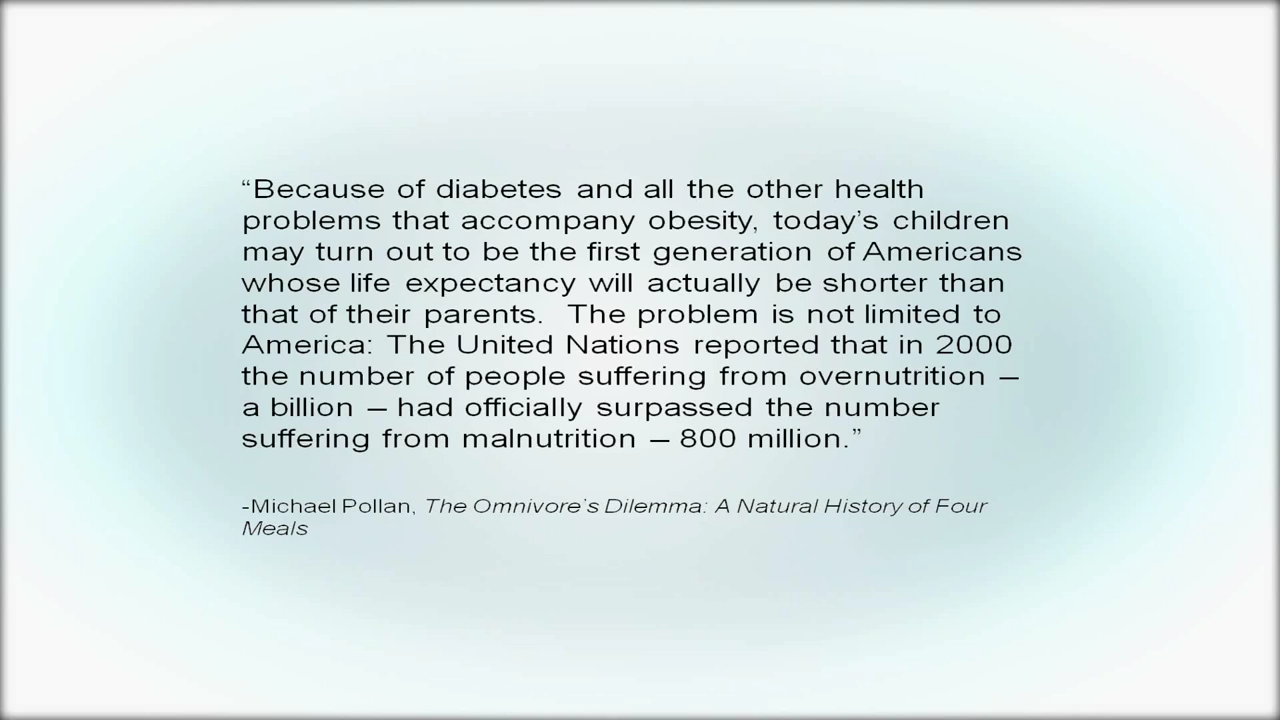 “Because of diabetes and all the other health
problems that accompany obesity, today’s children
may turn out to be the first generation of Americans
whose life expectancy will actually be shorter than
that of their parents.  The problem is not limited to
America: The United Nations reported that in 2000
the number of people suffering from overnutrition –
a billion – had officially surpassed the number
suffering from malnutrition – 800 million.”
-Michael Pollan, The Omnivore’s Dilemma: A Natural History of Four
Meals